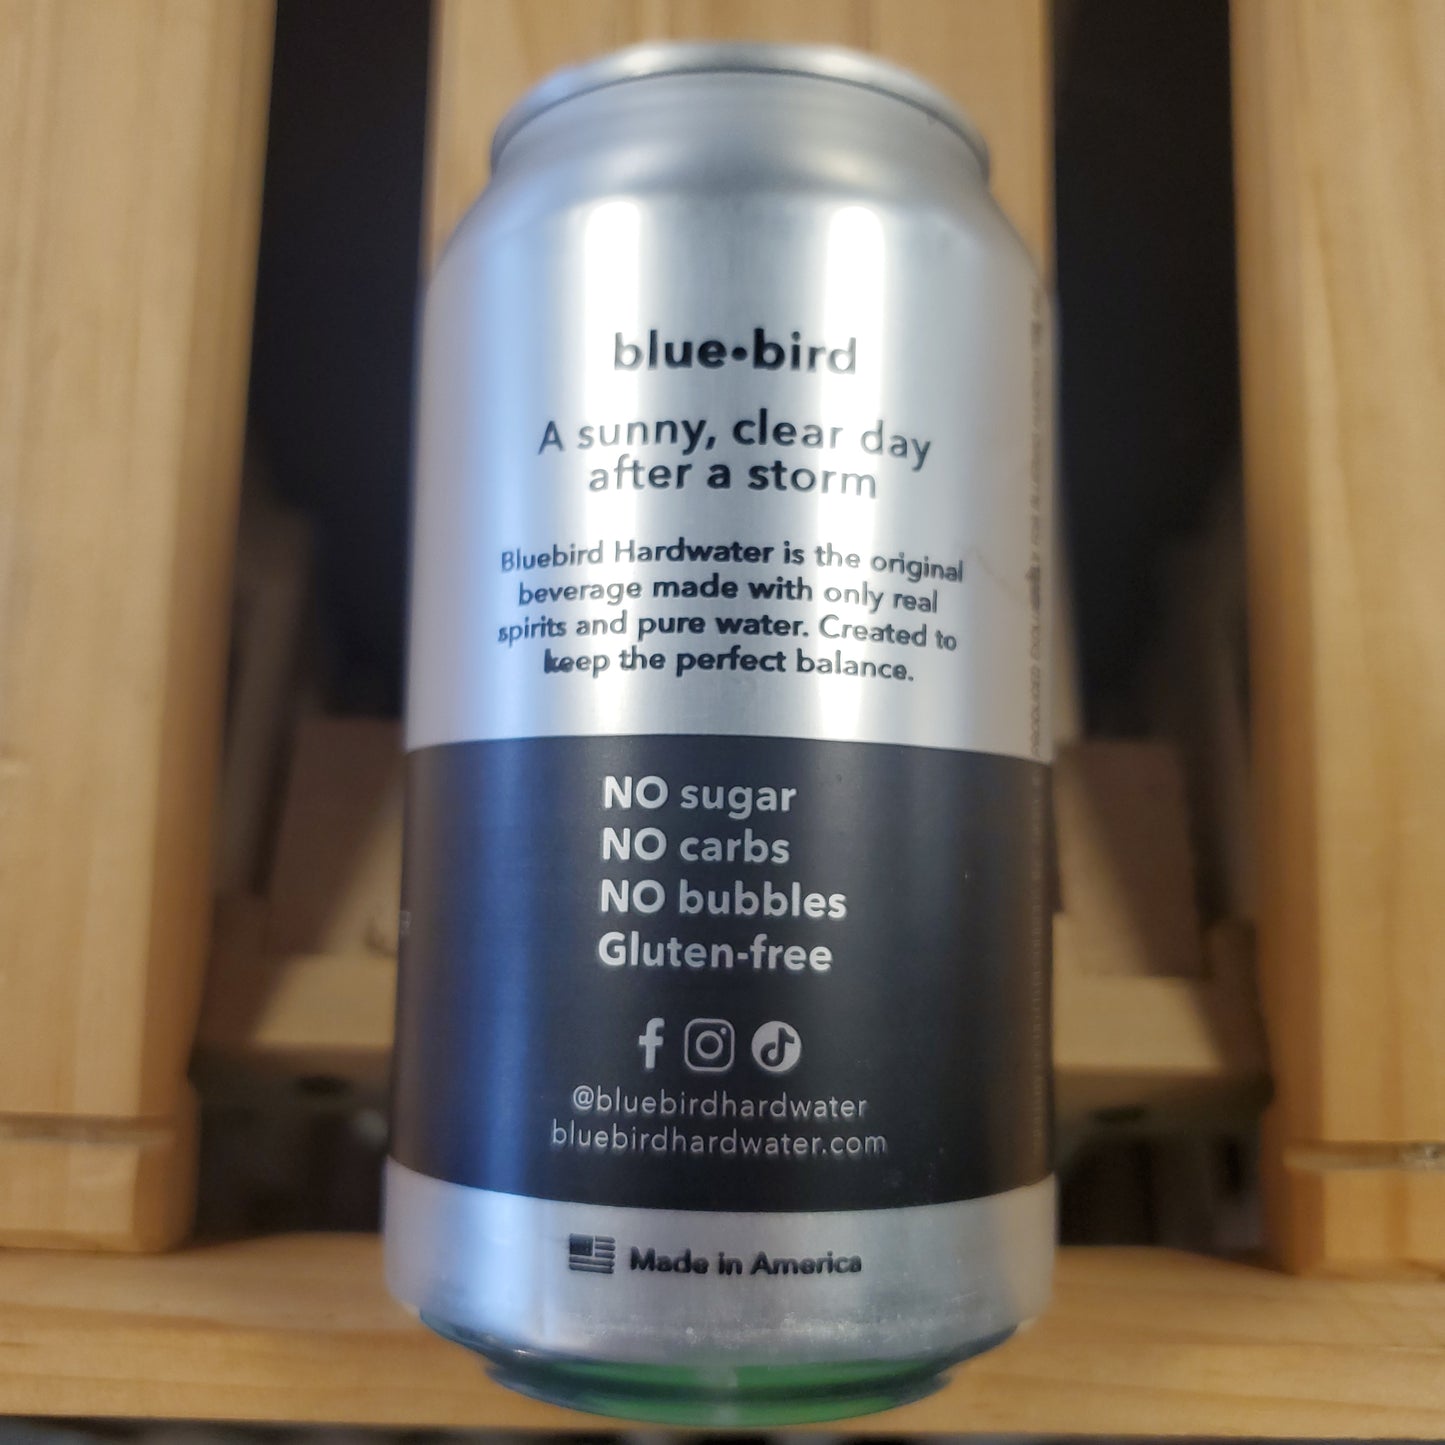 blue•bird
A sunny, clear day
after a storm
Bluebird Hardwater is the original
beverage made with only real
spirits and pure water. Created to
keep the perfect balance.
NO sugar
NO carbs
NO bubbles
Gluten-free
@bluebirdhardwater
bluebirdhardwater.com
Made in America